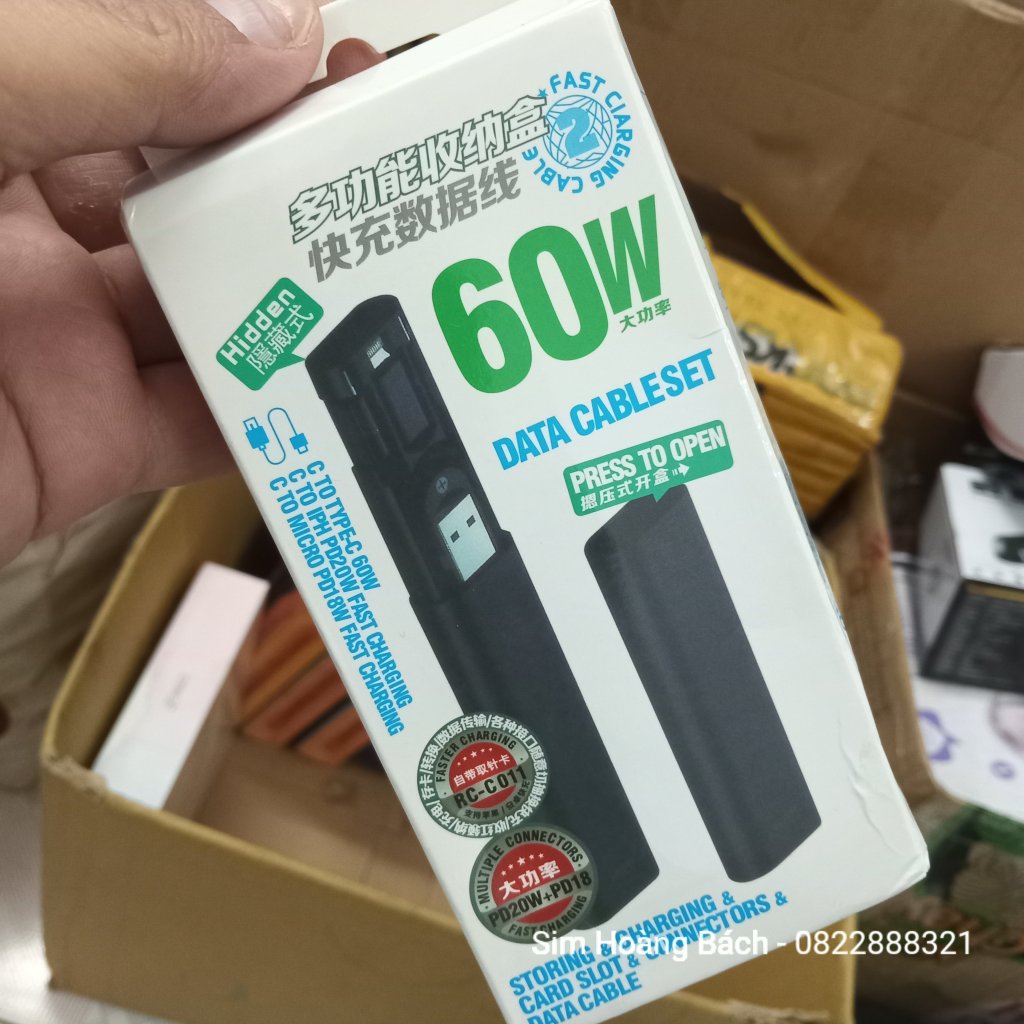 FAST CIARGING CABLE
2
多功能收纳盒
快充数据线
60W
大功率
Hidden
隱藏式
DATA CABLE SET
PRESS TO OPEN
摁压式开盒
C TO TYPE-C 60W
C TO IPH PD20W FAST CHARGING
C TO MICRO PD18W FAST CHARGING
FASTER CHARGING
自带取针卡
RC-C011
MULTIPLE CONNECTORS
大功率
PD20W+PD18
FAST CHARGING
STORING & CHARGING &
CARD SLOT & CONNECTORS &
DATA CABLE
Sim Hoàng Bách - 0822888321